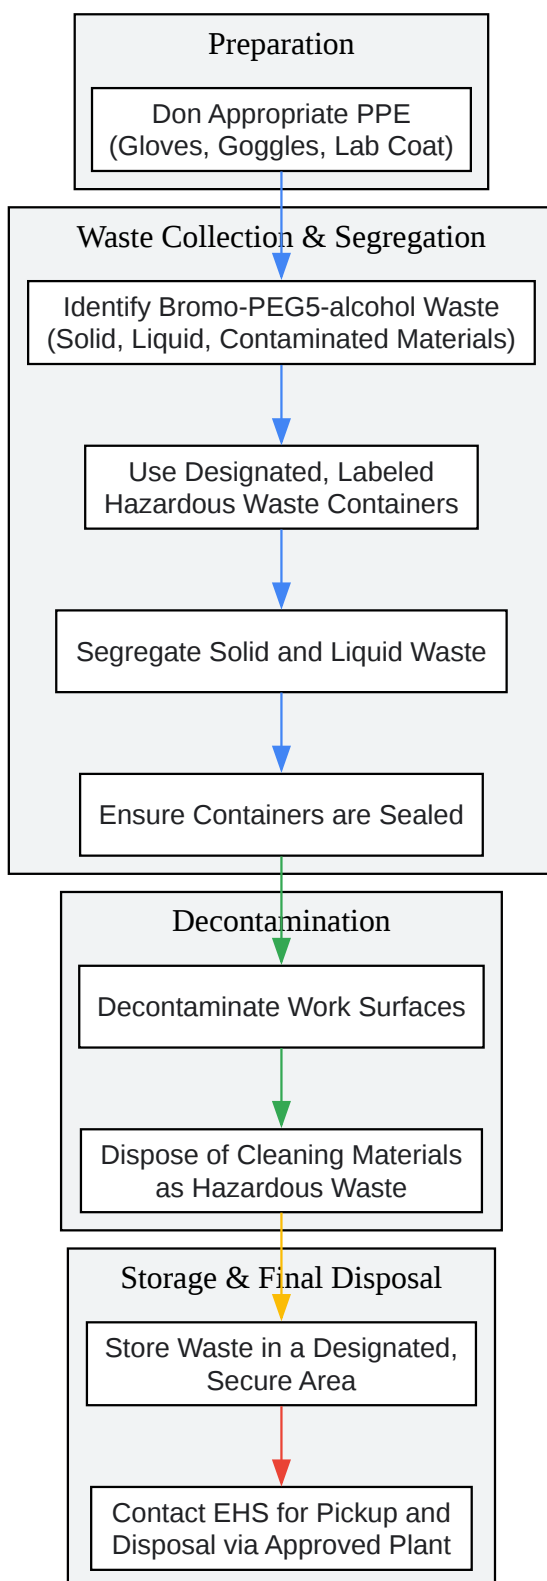 Preparation
Don Appropriate PPE
(Gloves, Goggles, Lab Coat)
Waste Collection & Segregation
Identify Bromo-PEG5-alcohol Waste
(Solid, Liquid, Contaminated Materials)
Use Designated, Labeled
Hazardous Waste Containers
Segregate Solid and Liquid Waste
Ensure Containers are Sealed
Decontamination
Decontaminate Work Surfaces
Dispose of Cleaning Materials
as Hazardous Waste
Storage & Final Disposal
Store Waste in a Designated,
Secure Area
Contact EHS for Pickup and
Disposal via Approved Plant